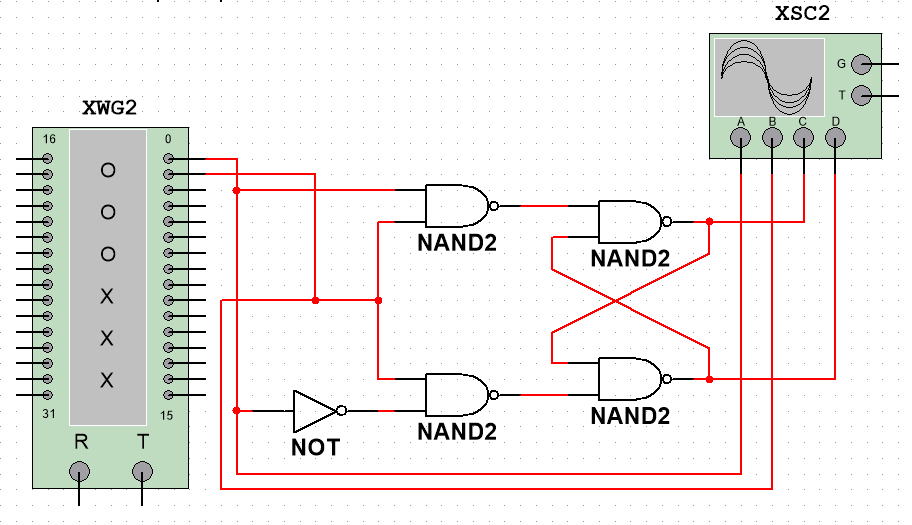 XSC2
G
T
A B C D
XWG2
16 0
O
O
O
X
X
X
31 15
R T
NAND2
NAND2
NAND2
NAND2
NOT